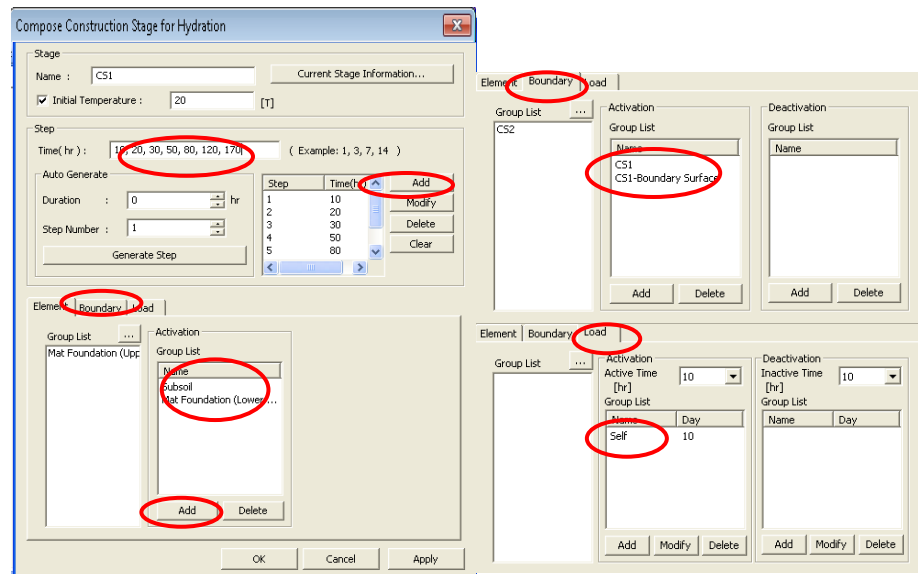 Compose Construction Stage for Hydration
Stage
Name : CS1 Current Stage Information...
Initial Temperature : 20 [T]
Step
Time( hr ) : 10, 20, 30, 50, 80, 120, 170 ( Example: 1, 3, 7, 14 )
Auto Generate
Duration : 0 hr
Step Number : 1
Generate Step
Step Time(hr)
1 10
2 20
3 30
4 50
5 80
Add
Modify
Delete
Clear
Element Boundary Load
Group List ...
Mat Foundation (Upp
Activation
Group List
Name
Subsoil
Mat Foundation (Lower ...
Add Delete
OK Cancel Apply
Element Boundary Load
Group List ...
CS2
Activation
Group List
Name
CS1
CS1-Boundary Surface
Add Delete
Deactivation
Group List
Name
Add Delete
Element Boundary Load
Group List ...
Activation
Active Time 10
[hr]
Group List
Name Day
Self 10
Add Modify Delete
Deactivation
Inactive Time 10
[hr]
Group List
Name Day
Add Modify Delete